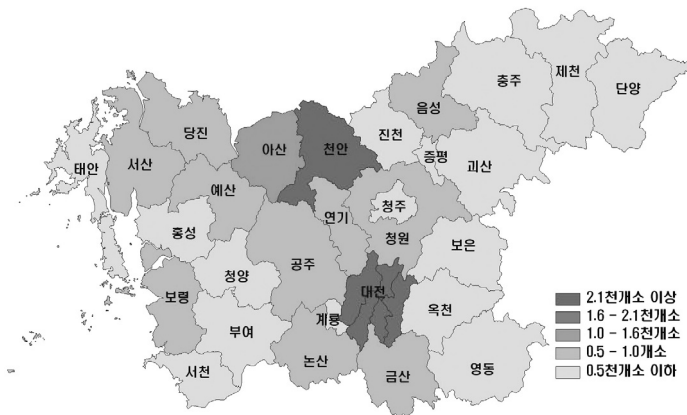 제천
단양
충주
음성
진천
증평
괴산
당진
아산
천안
태안
서산
예산
연기
청주
청원
홍성
공주
보은
청양
보령
대전
옥천
부여
계룡
논산
금산
영동
서천
2.1천개소 이상
1.6 - 2.1천개소
1.0 - 1.6천개소
0.5 - 1.0개소
0.5천개소 이하